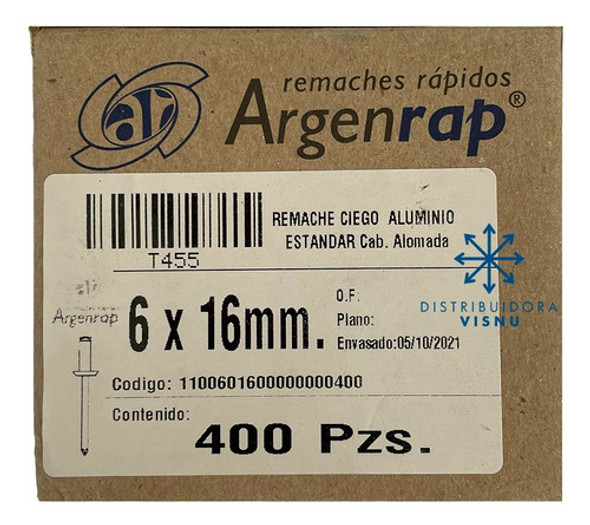 ar
remaches rápidos
Argenrap®
REMACHE CIEGO ALUMINIO
ESTANDAR Cab. Alomada
T455
Argenrap
6 x 16mm.
O.F:
Plano:
Envasado:05/10/2021
DISTRIBUIDORA
VISNU
Codigo: 1100601600000000400
Contenido:
400 Pzs.